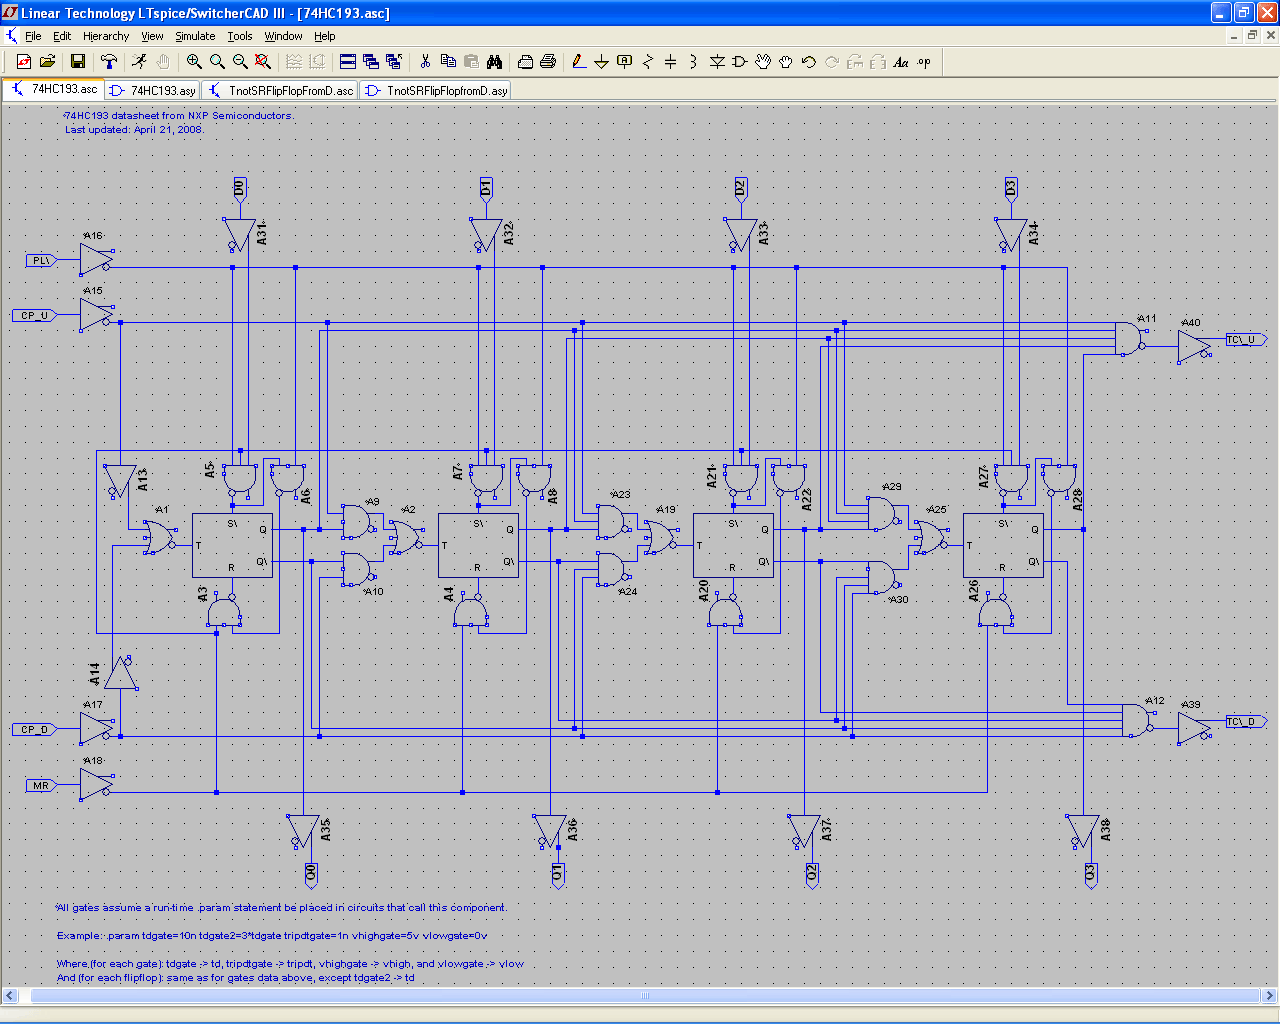 Linear Technology LTspice/SwitcherCAD III - [74HC193.asc]
File Edit Hierarchy View Simulate Tools Window Help
Aa .op
74HC193.asc 74HC193.asy TnotSRFlipFlopFromD.asc TnotSRFlipFlopfromD.asy
74HC193 datasheet from NXP Semiconductors.
Last updated: April 21, 2008.
D0 D1 D2 D3
A31 A32 A33 A34
A16
PL\
A15
CP_U
A11 A40
TC\_U
A13 A5 A6 A7 A8 A21 A22 A27 A28
A1 A9 A2 A23 A19 A29 A25
S\ Q S\ Q S\ Q S\ Q
T T T T
Q\ Q\ Q\ Q\
R R R R
A3 A10 A4 A24 A20 A30 A26
A14
A17
CP_D
A12 A39
TC\_D
A18
MR
A35 A36 A37 A38
Q0 Q1 Q2 Q3
All gates assume a run-time .param statement be placed in circuits that call this component.
Example: .param tdgate=10n tdgate2=3*tdgate tripdtgate=1n vhighgate=5v vlowgate=0v
Where (for each gate): tdgate -> td, tripdtgate -> tripdt, vhighgate -> vhigh, and vlowgate -> vlow
And (for each flipflop): same as for gates data above, except tdgate2 -> td